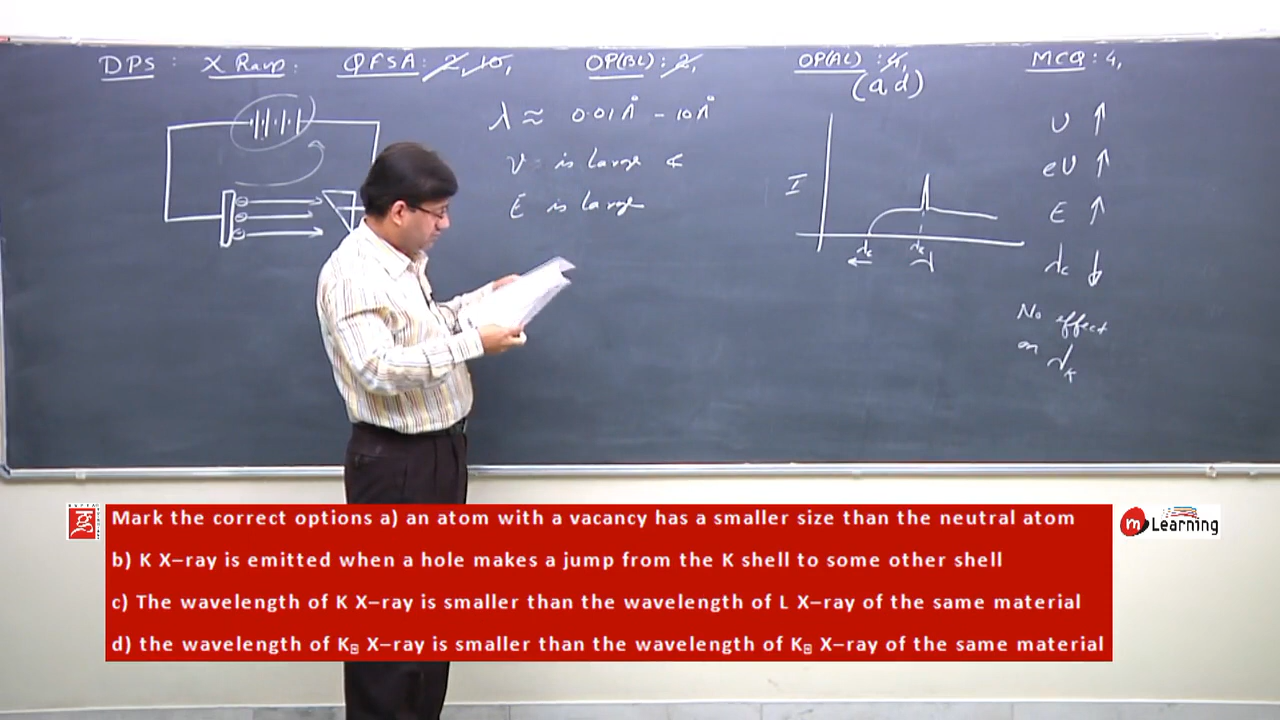 DPS : X Rays. QFSA: 2, 10, OP(BL) : 2, OP(AL) : 4, MCQ : 4,
(a, d)
λ ≈ 0.01 Å – 10 Å
ν is large &
E is large
I
λc λk
λ
U ↑
eU ↑
E ↑
λc ↓
No effect
on λK
Mark the correct options a) an atom with a vacancy has a smaller size than the neutral atom
b) K X–ray is emitted when a hole makes a jump from the K shell to some other shell
c) The wavelength of K X–ray is smaller than the wavelength of L X–ray of the same material
d) the wavelength of K X–ray is smaller than the wavelength of K X–ray of the same material
m Learning